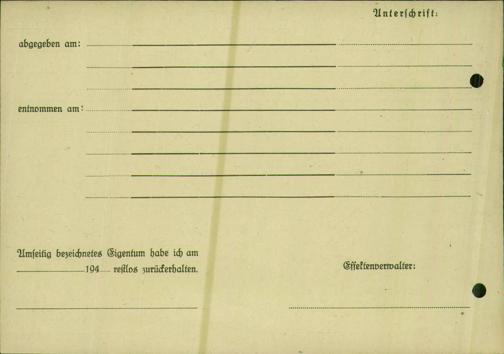 Unterschrift:
abgegeben am:
entnommen am:
Umseitig bezeichnetes Eigentum habe ich am
194 restlos zurückerhalten.
Effektenverwalter: